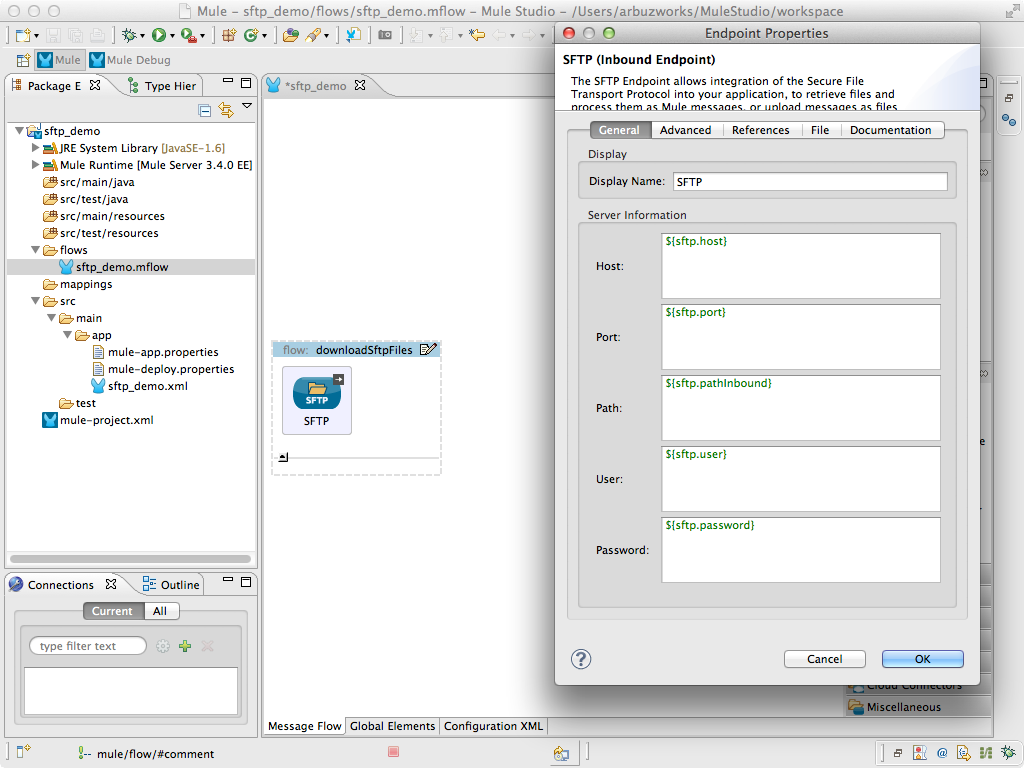 Mule - sftp_demo/flows/sftp_demo.mflow - Mule Studio - /Users/arbuzworks/MuleStudio/workspace
Mule
Mule Debug
Package E
Type Hier
sftp_demo
JRE System Library [JavaSE-1.6]
Mule Runtime [Mule Server 3.4.0 EE]
src/main/java
src/test/java
src/main/resources
src/test/resources
flows
sftp_demo.mflow
mappings
src
main
app
mule-app.properties
mule-deploy.properties
sftp_demo.xml
test
mule-project.xml
Connections
Outline
Current
All
type filter text
*sftp_demo
flow: downloadSftpFiles
SFTP
SFTP
Message Flow
Global Elements
Configuration XML
Endpoint Properties
SFTP (Inbound Endpoint)
The SFTP Endpoint allows integration of the Secure File
Transport Protocol into your application, to retrieve files and
process them as Mule messages, or upload messages as files
General
Advanced
References
File
Documentation
Display
Display Name:
SFTP
Server Information
Host:
${sftp.host}
Port:
${sftp.port}
Path:
${sftp.pathInbound}
User:
${sftp.user}
Password:
${sftp.password}
Cancel
OK
Cloud Connectors
Miscellaneous
mule/flow/#comment